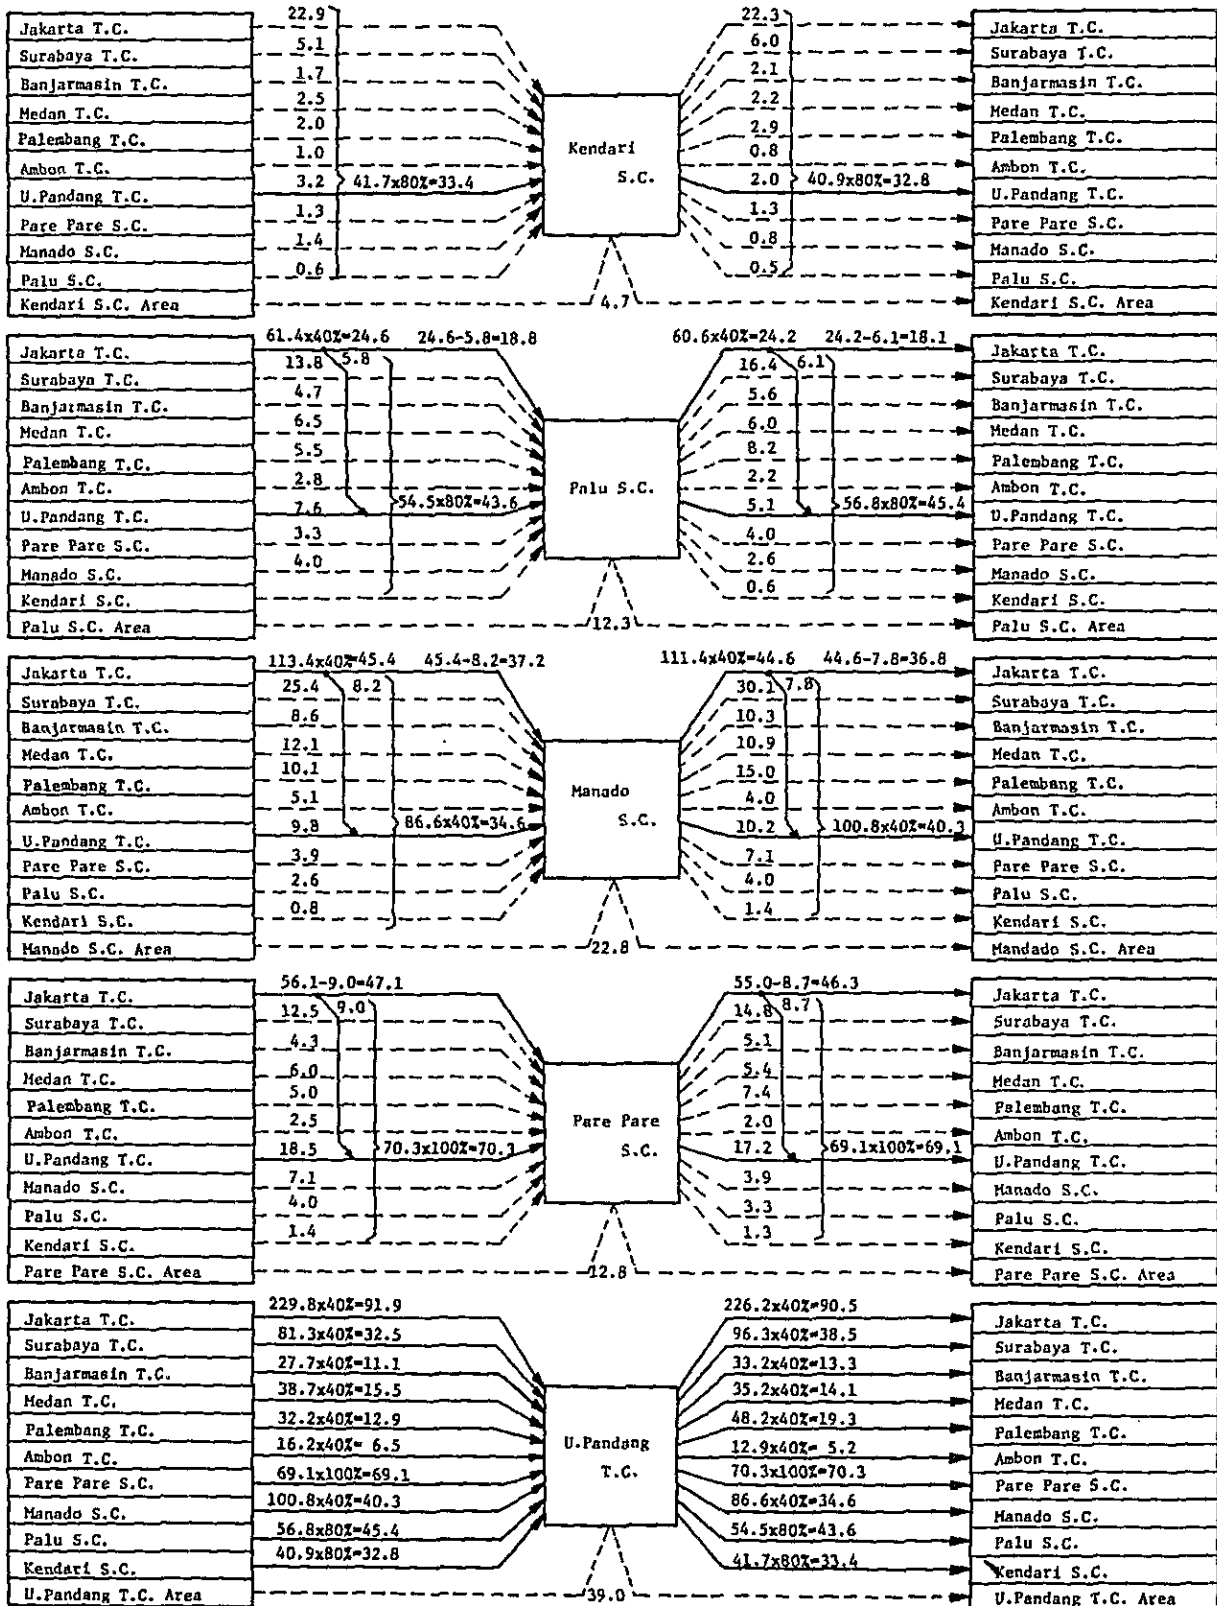 22.9 22.3
Jakarta T.C. Jakarta T.C.
5.1 6.0
Surabaya T.C. Surabaya T.C.
1.7 2.1
Banjarmasin T.C. Banjarmasin T.C.
2.5 2.2
Medan T.C. Medan T.C.
2.0 Kendari 2.9
Palembang T.C. Palembang T.C.
1.0 0.8
Ambon T.C. S.C. Ambon T.C.
3.2 41.7x80%=33.4 2.0 40.9x80%=32.8
U.Pandang T.C. U.Pandang T.C.
1.3 1.3
Pare Pare S.C. Pare Pare S.C.
1.4 0.8
Manado S.C. Manado S.C.
0.6 0.5
Palu S.C. Palu S.C.
Kendari S.C. Area 4.7 Kendari S.C. Area
61.4x40%=24.6 24.6-5.8=18.8 60.6x40%=24.2 24.2-6.1=18.1
Jakarta T.C. Jakarta T.C.
13.8 5.8 16.4 6.1
Surabaya T.C. Surabaya T.C.
4.7 5.6
Banjarmasin T.C. Banjarmasin T.C.
6.5 6.0
Medan T.C. Medan T.C.
5.5 8.2
Palembang T.C. Palembang T.C.
2.8 Palu S.C. 2.2
Ambon T.C. Ambon T.C.
7.6 54.5x80%=43.6 5.1 56.8x80%=45.4
U.Pandang T.C. U.Pandang T.C.
3.3 4.0
Pare Pare S.C. Pare Pare S.C.
4.0 2.6
Manado S.C. Manado S.C.
0.6
Kendari S.C. Kendari S.C.
Palu S.C. Area 12.3 Palu S.C. Area
113.4x40%=45.4 45.4-8.2=37.2 111.4x40%=44.6 44.6-7.8=36.8
Jakarta T.C. Jakarta T.C.
25.4 8.2 30.1 7.8
Surabaya T.C. Surabaya T.C.
8.6 10.3
Banjarmasin T.C. Banjarmasin T.C.
12.1 10.9
Medan T.C. Medan T.C.
10.1 15.0
Palembang T.C. Manado Palembang T.C.
5.1 4.0
Ambon T.C. S.C. Ambon T.C.
9.8 86.6x40%=34.6 10.2 100.8x40%=40.3
U.Pandang T.C. U.Pandang T.C.
3.9 7.1
Pare Pare S.C. Pare Pare S.C.
2.6 4.0
Palu S.C. Palu S.C.
0.8 1.4
Kendari S.C. Kendari S.C.
Manado S.C. Area 22.8 Mandado S.C. Area
56.1-9.0=47.1 55.0-8.7=46.3
Jakarta T.C. Jakarta T.C.
12.5 9.0 14.8 8.7
Surabaya T.C. Surabaya T.C.
4.3 5.1
Banjarmasin T.C. Banjarmasin T.C.
6.0 5.4
Medan T.C. Medan T.C.
5.0 7.4
Palembang T.C. Pare Pare Palembang T.C.
2.5 2.0
Ambon T.C. S.C. Ambon T.C.
18.5 70.3x100%=70.3 17.2 69.1x100%=69.1
U.Pandang T.C. U.Pandang T.C.
7.1 3.9
Manado S.C. Manado S.C.
4.0 3.3
Palu S.C. Palu S.C.
1.4 1.3
Kendari S.C. Kendari S.C.
Pare Pare S.C. Area 12.8 Pare Pare S.C. Area
229.8x40%=91.9 226.2x40%=90.5
Jakarta T.C. Jakarta T.C.
81.3x40%=32.5 96.3x40%=38.5
Surabaya T.C. Surabaya T.C.
27.7x40%=11.1 33.2x40%=13.3
Banjarmasin T.C. Banjarmasin T.C.
38.7x40%=15.5 35.2x40%=14.1
Medan T.C. Medan T.C.
32.2x40%=12.9 48.2x40%=19.3
Palembang T.C. U.Pandang Palembang T.C.
16.2x40%= 6.5 12.9x40%= 5.2
Ambon T.C. T.C. Ambon T.C.
69.1x100%=69.1 70.3x100%=70.3
Pare Pare S.C. Pare Pare S.C.
100.8x40%=40.3 86.6x40%=34.6
Manado S.C. Manado S.C.
56.8x80%=45.4 54.5x80%=43.6
Palu S.C. Palu S.C.
40.9x80%=32.8 41.7x80%=33.4
Kendari S.C. Kendari S.C.
U.Pandang T.C. Area 39.0 U.Pandang T.C. Area